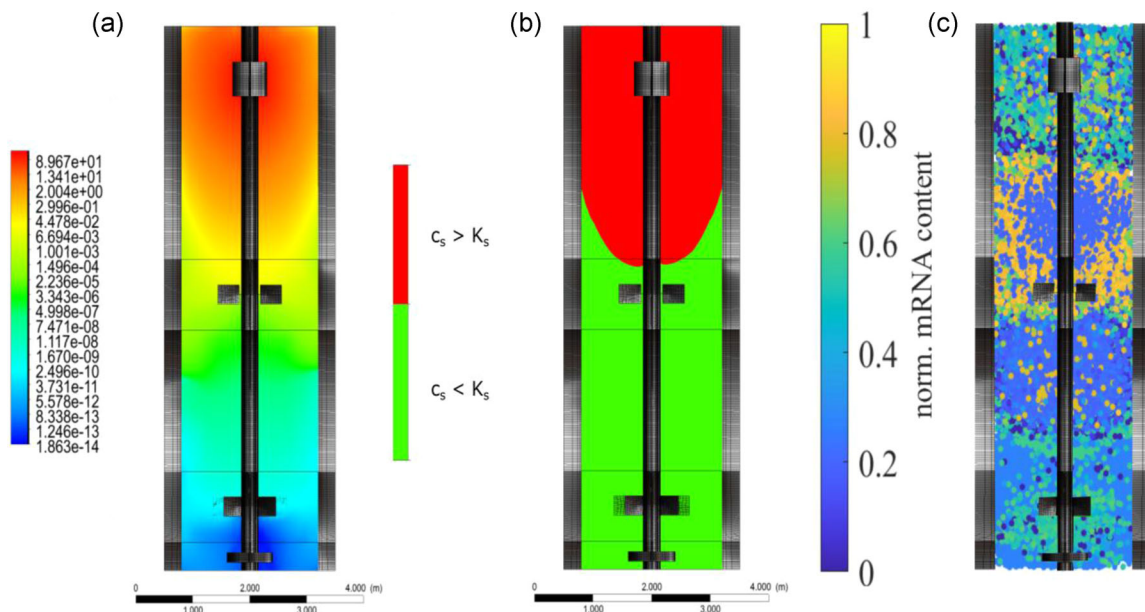 (a)
(b)
(c)
8.967e+01
1.341e+01
2.004e+00
2.996e-01
4.478e-02
6.694e-03
1.001e-03
1.496e-04
2.236e-05
3.343e-06
4.998e-07
7.471e-08
1.117e-08
1.670e-09
2.496e-10
3.731e-11
5.578e-12
8.338e-13
1.246e-13
1.863e-14
cs > Ks
cs < Ks
1
0.8
0.6
0.4
0.2
0
norm. mRNA content
0 2.000 4.000 (m)
1.000 3.000
0 2.000 4.000 (m)
1.000 3.000